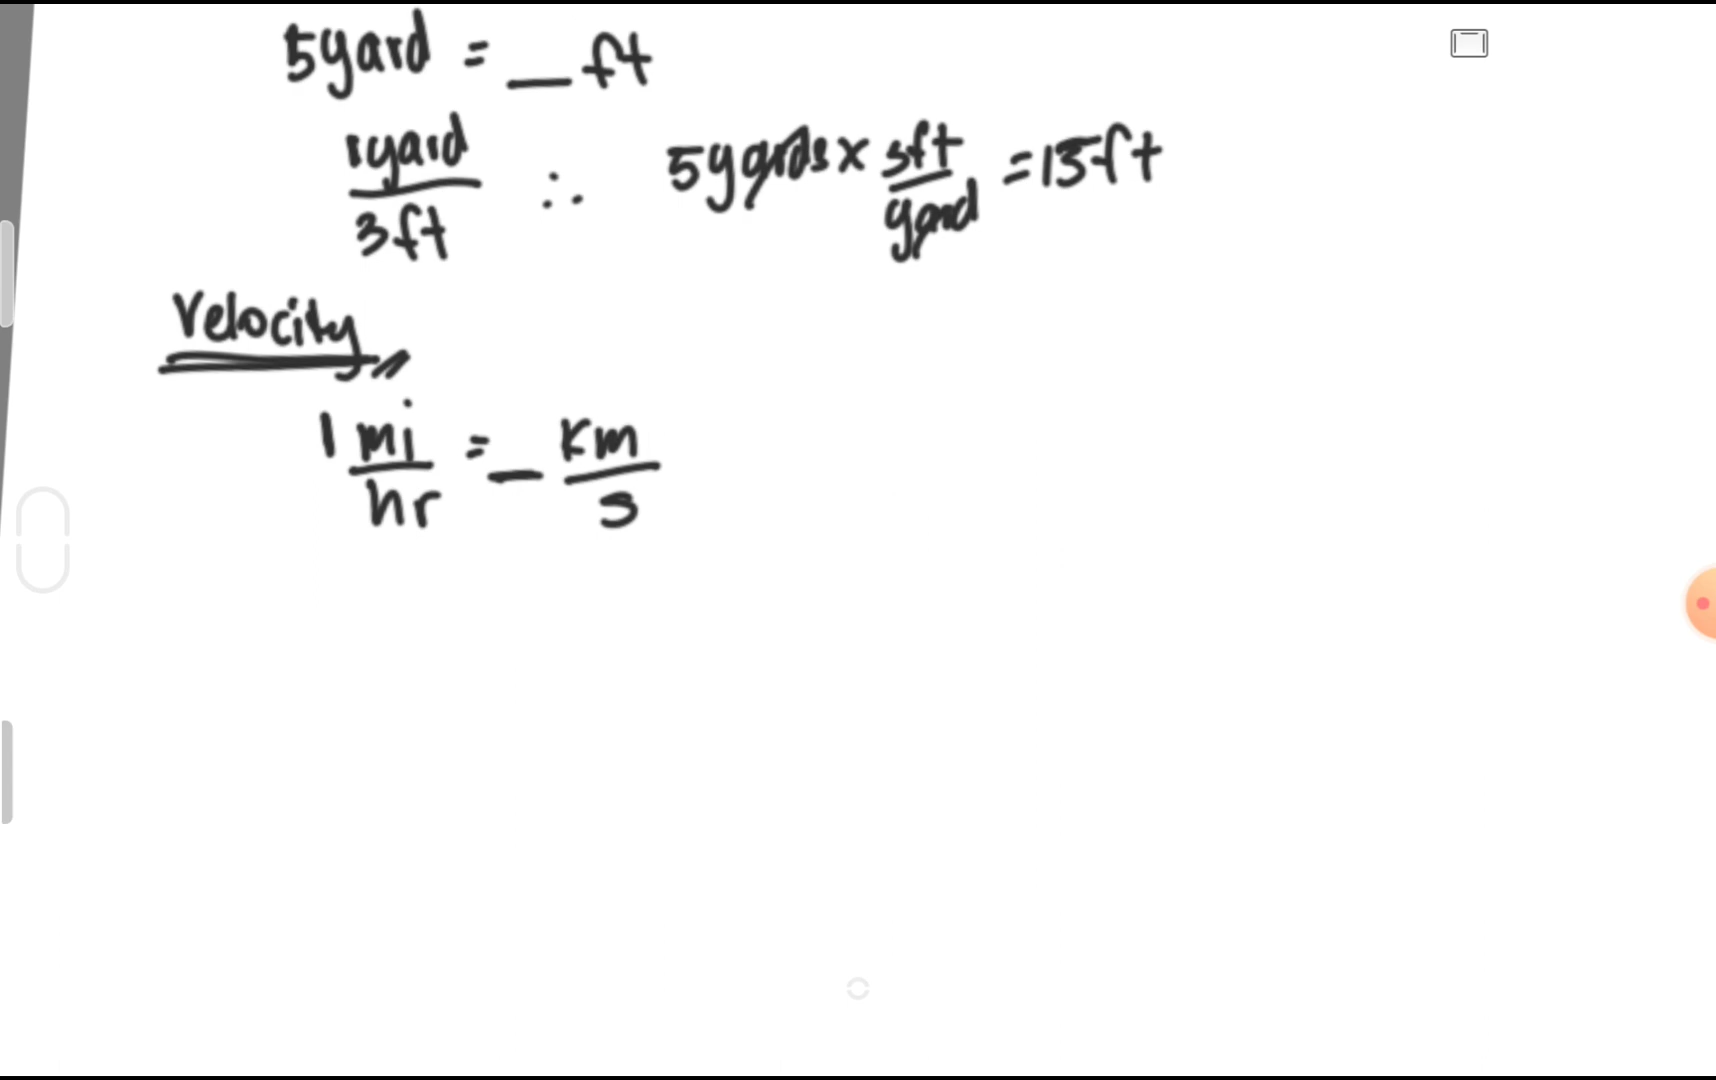 5yard = _ ft
1yard/3ft ∴ 5yards x 3ft/yard = 15ft
Velocity
1 mi/hr = _ km/s